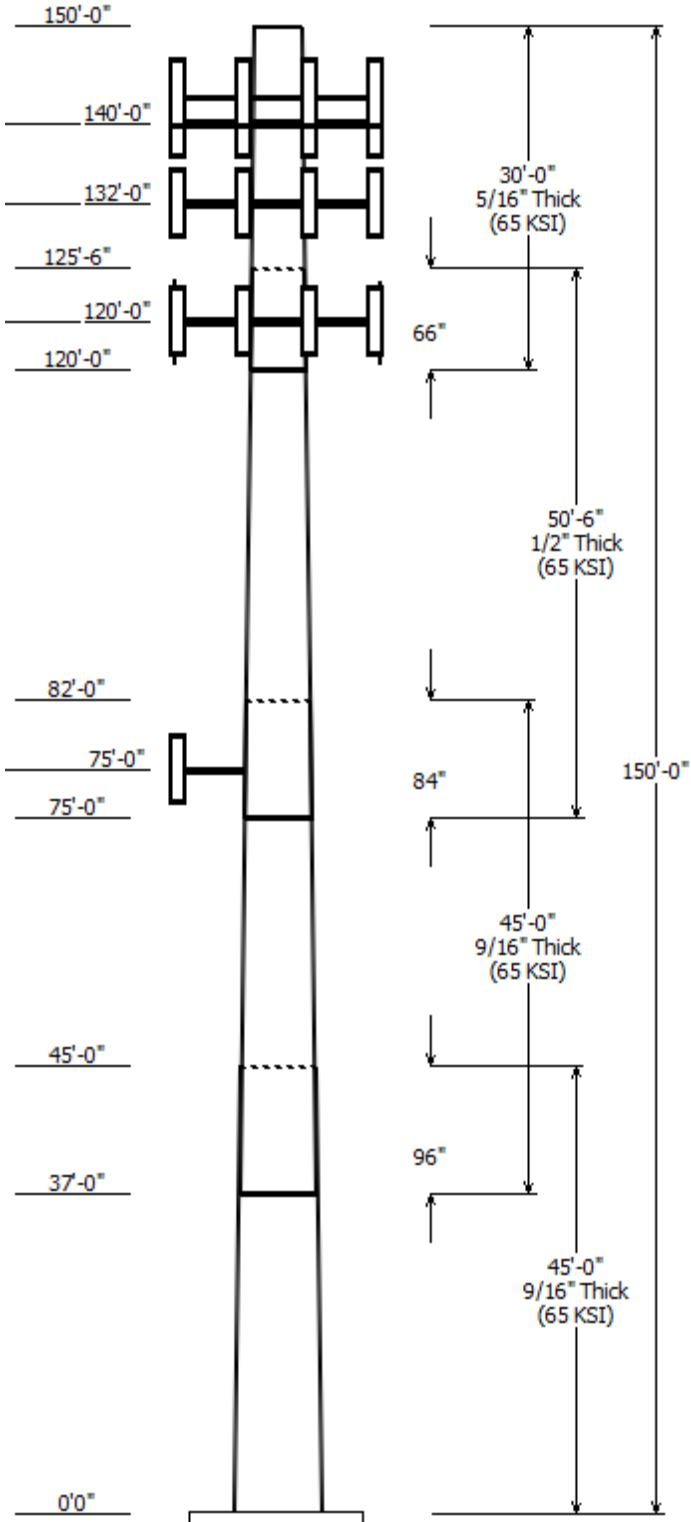 150'-0"
140'-0"
132'-0"
125'-6"
120'-0"
120'-0"
82'-0"
75'-0"
75'-0"
45'-0"
37'-0"
0'0"
66"
84"
96"
30'-0"
5/16" Thick
(65 KSI)
50'-6"
1/2" Thick
(65 KSI)
45'-0"
9/16" Thick
(65 KSI)
45'-0"
9/16" Thick
(65 KSI)
150'-0"